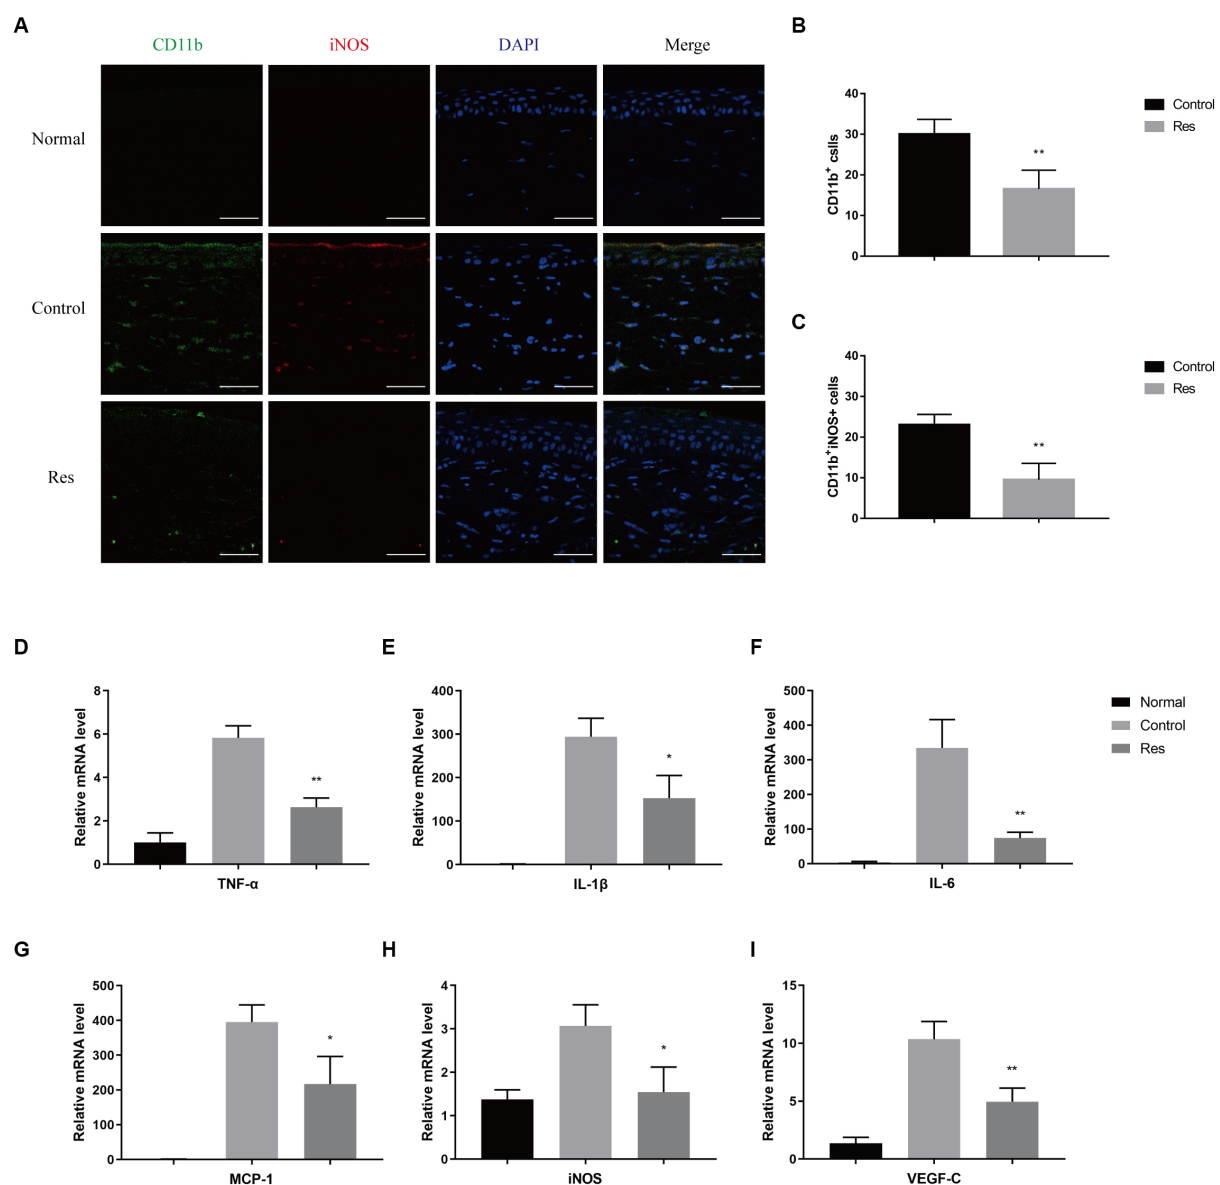 A
CD11b iNOS DAPI Merge
Normal
Control
Res
B
40
30
20
10
0
CD11b+ cslls
**
Control
Res
C
40
30
20
10
0
CD11b+iNOS+ cells
**
Control
Res
D
8
6
4
2
0
Relative mRNA level
**
TNF-α
E
400
300
200
100
0
Relative mRNA level
*
IL-1β
F
500
400
300
200
100
0
Relative mRNA level
**
IL-6
Normal
Control
Res
G
500
400
300
200
100
0
Relative mRNA level
*
MCP-1
H
4
3
2
1
0
Relative mRNA level
*
iNOS
I
15
10
5
0
Relative mRNA level
**
VEGF-C